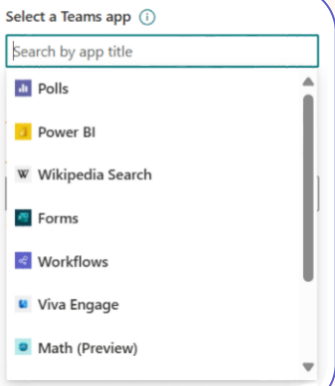 Select a Teams app
Search by app title
Polls
Power BI
Wikipedia Search
Forms
Workflows
Viva Engage
Math (Preview)